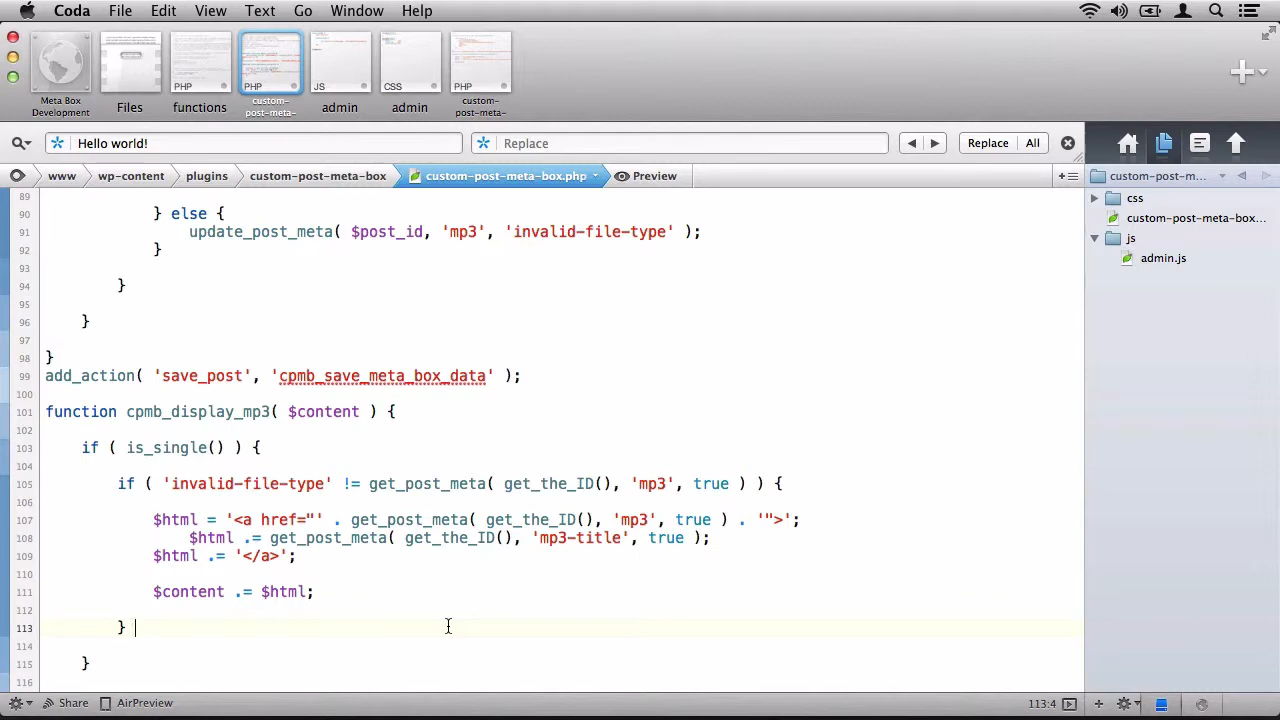 Coda File Edit View Text Go Window Help
PHP PHP JS CSS PHP
Meta Box Development
Files
functions
custom-post-meta-
admin
admin
custom-post-meta-
Hello world!
Replace
Replace All
www wp-content plugins custom-post-meta-box custom-post-meta-box.php Preview
custom-post-m...
css
custom-post-meta-box...
js
admin.js
89
90 } else {
91 update_post_meta( $post_id, 'mp3', 'invalid-file-type' );
92 }
93
94 }
95
96 }
97
98 }
99 add_action( 'save_post', 'cpmb_save_meta_box_data' );
100
101 function cpmb_display_mp3( $content ) {
102
103 if ( is_single() ) {
104
105 if ( 'invalid-file-type' != get_post_meta( get_the_ID(), 'mp3', true ) ) {
106
107 $html = '<a href="' . get_post_meta( get_the_ID(), 'mp3', true ) . '">';
108 $html .= get_post_meta( get_the_ID(), 'mp3-title', true );
109 $html .= '</a>';
110
111 $content .= $html;
112
113 }
114
115 }
116
Share AirPreview 113:4